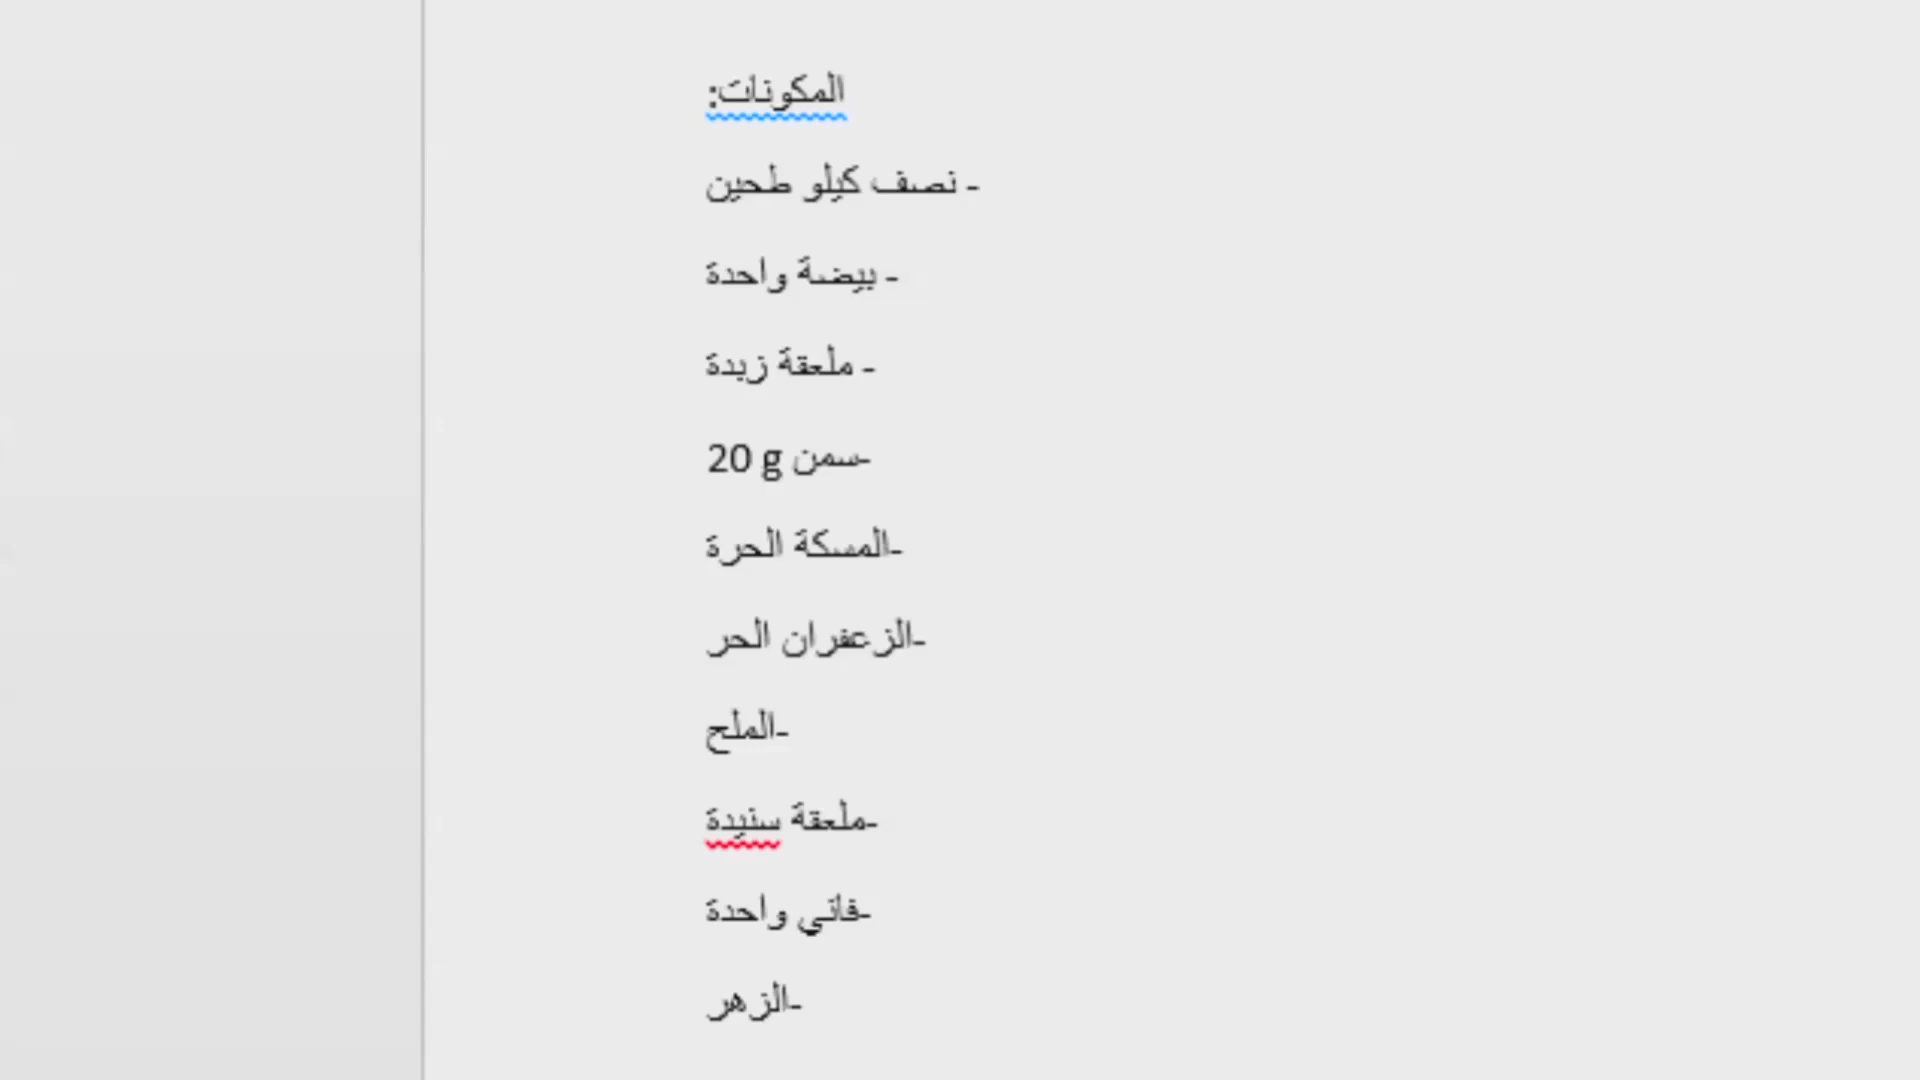 المكونات:
- نصف كيلو طحين
- بيضة واحدة
- ملعقة زبدة
-سمن 20 g
-المسكة الحرة
-الزعفران الحر
-الملح
-ملعقة سنيدة
-فاني واحدة
-الزهر